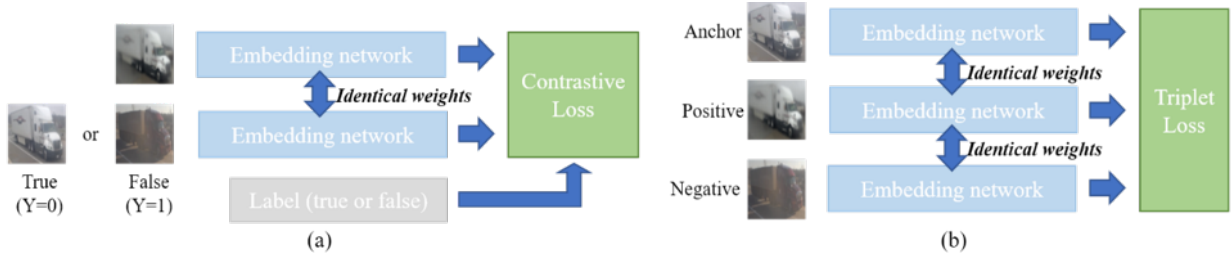 Embedding network
Identical weights
Embedding network
Contrastive
Loss
or
True
(Y=0)
False
(Y=1)
Label (true or false)
(a)
Anchor
Embedding network
Identical weights
Positive
Embedding network
Identical weights
Negative
Embedding network
Triplet
Loss
(b)